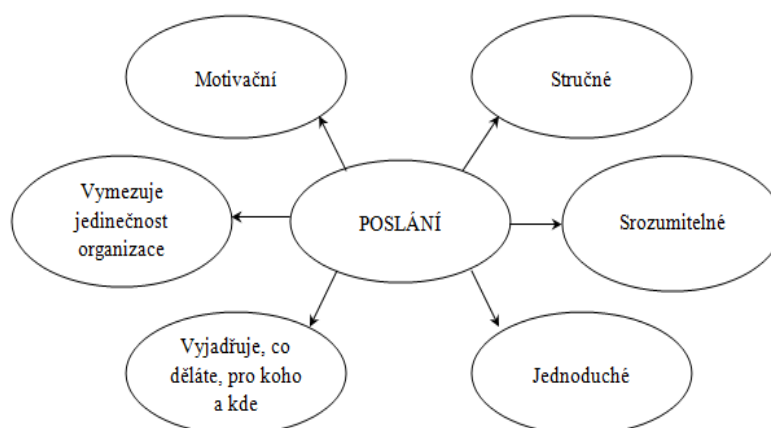 Motivační
Stručné
Vymezuje
jedinečnost
organizace
POSLÁNÍ
Srozumitelné
Vyjadřuje, co
děláte, pro koho
a kde
Jednoduché